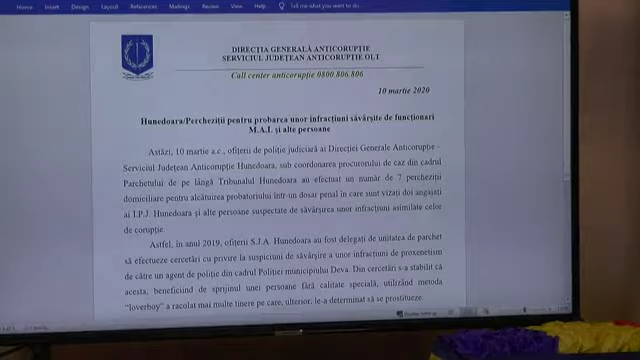 Home Insert Design Layout References Mailings Review View Help Tell me what you want to do
DIRECȚIA GENERALĂ ANTICORUPȚIE
SERVICIUL JUDEȚEAN ANTICORUPȚIE OLT
Call center anticorupție 0800.806.806
10 martie 2020
Hunedoara/Percheziții pentru probarea unor infracțiuni săvârșite de funcționari
M.A.I. și alte persoane
Astăzi, 10 martie a.c., ofițerii de poliție judiciară ai Direcției Generale Anticorupție -
Serviciul Județean Anticorupție Hunedoara, sub coordonarea procurorului de caz din cadrul
Parchetului de pe lângă Tribunalul Hunedoara au efectuat un număr de 7 percheziții
domiciliare pentru alcătuirea probatoriului într-un dosar penal în care sunt vizați doi angajați
ai I.P.J. Hunedoara și alte persoane suspectate de săvârșirea unor infracțiuni asimilate celor
de corupție.
Astfel, în anul 2019, ofițerii S.J.A. Hunedoara au fost delegați de unitatea de parchet
să efectueze cercetări cu privire la suspiciuni de săvârșire a unor infracțiuni de proxenetism
de către un agent de poliție din cadrul Poliției municipiului Deva. Din cercetări s-a stabilit că
acesta, beneficiind de sprijinul unei persoane fără calitate specială, utilizând metoda
"loverboy" a racolat mai multe tinere pe care, ulterior, le-a determinat să se prostitueze.
Display Settings